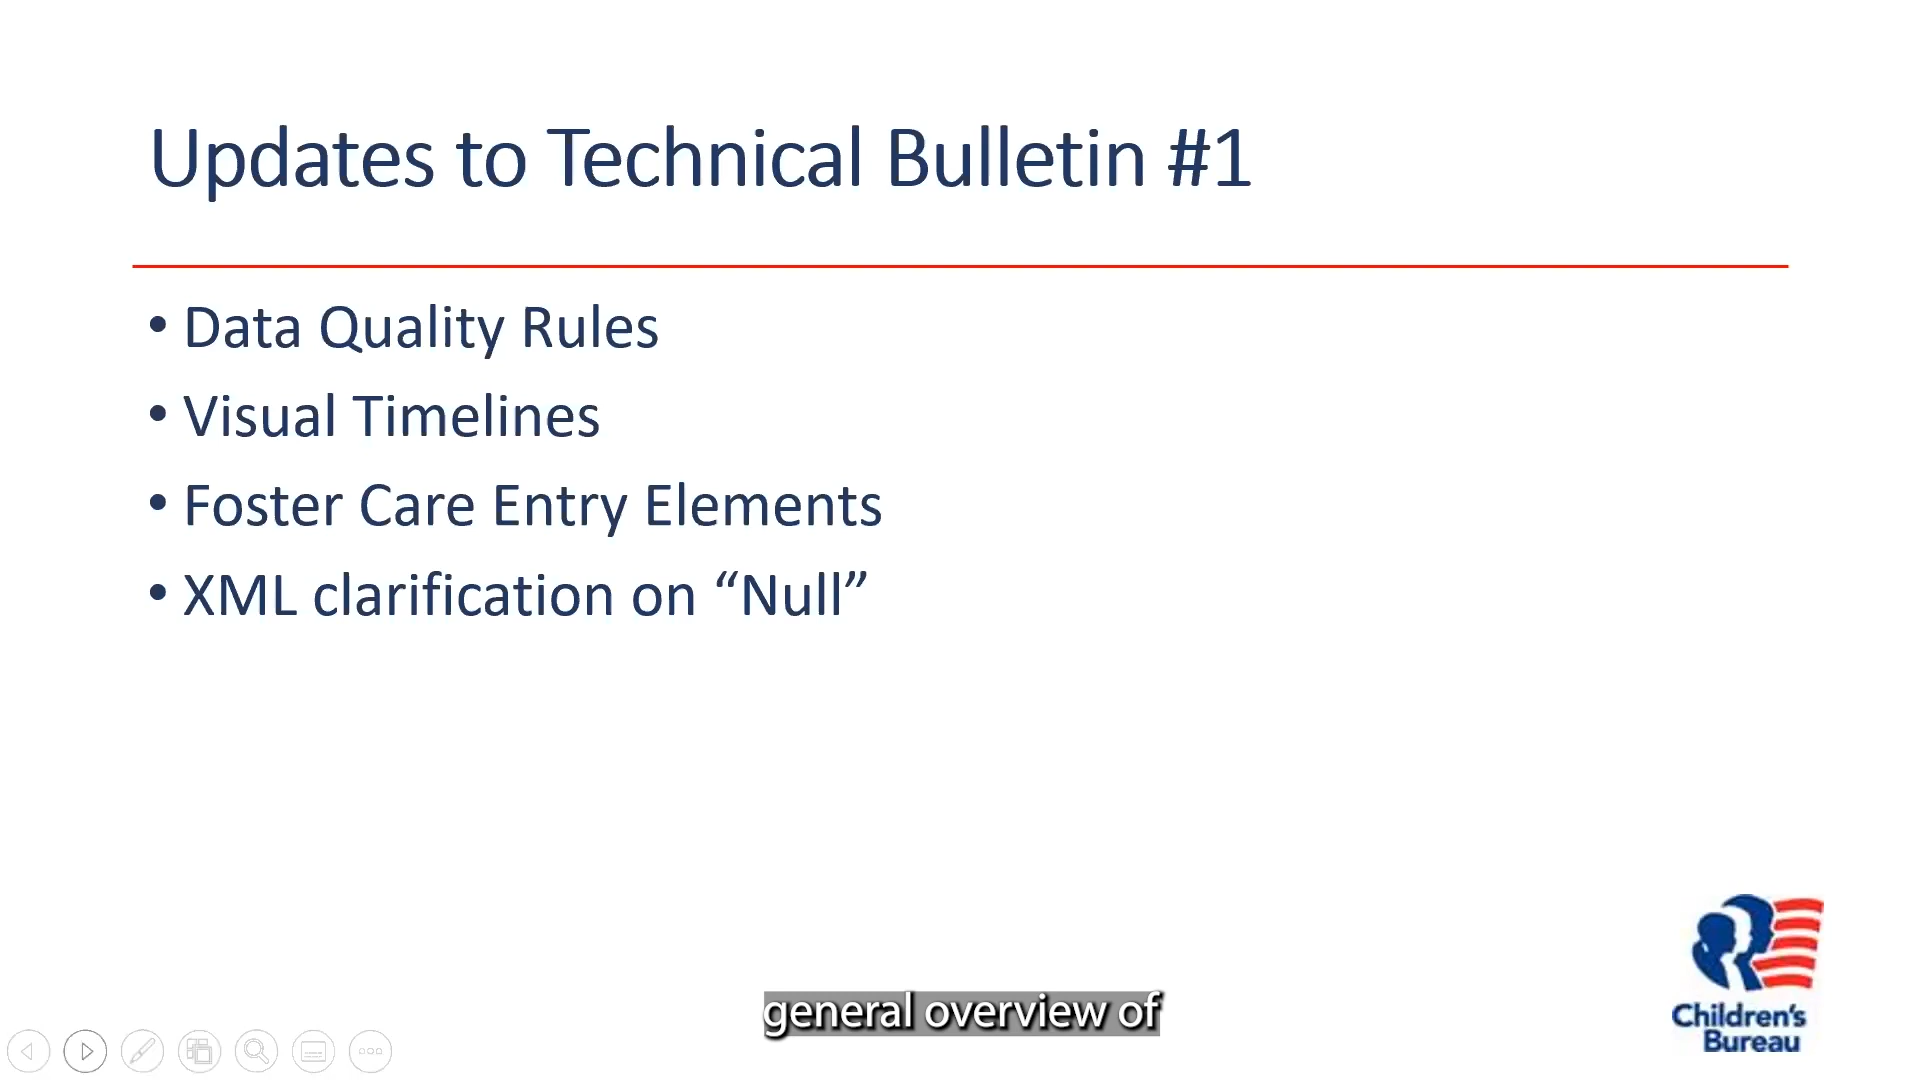 Updates to Technical Bulletin #1
• Data Quality Rules
• Visual Timelines
• Foster Care Entry Elements
• XML clarification on “Null”
general overview of
Children's
Bureau